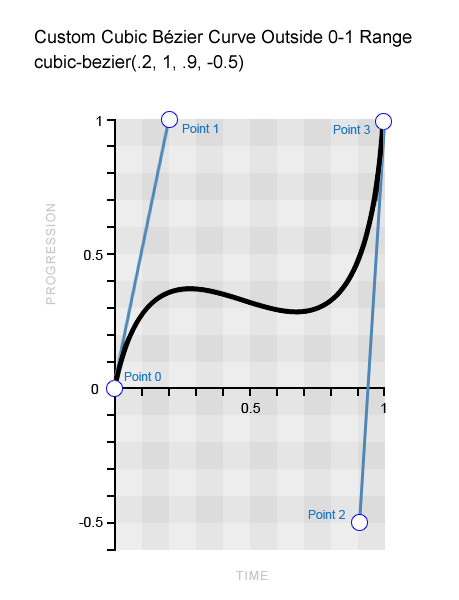 Custom Cubic Bézier Curve Outside 0-1 Range
cubic-bezier(.2, 1, .9, -0.5)
1
Point 1
Point 3
PROGRESSION
0.5
Point 0
0
0.5
1
Point 2
-0.5
TIME